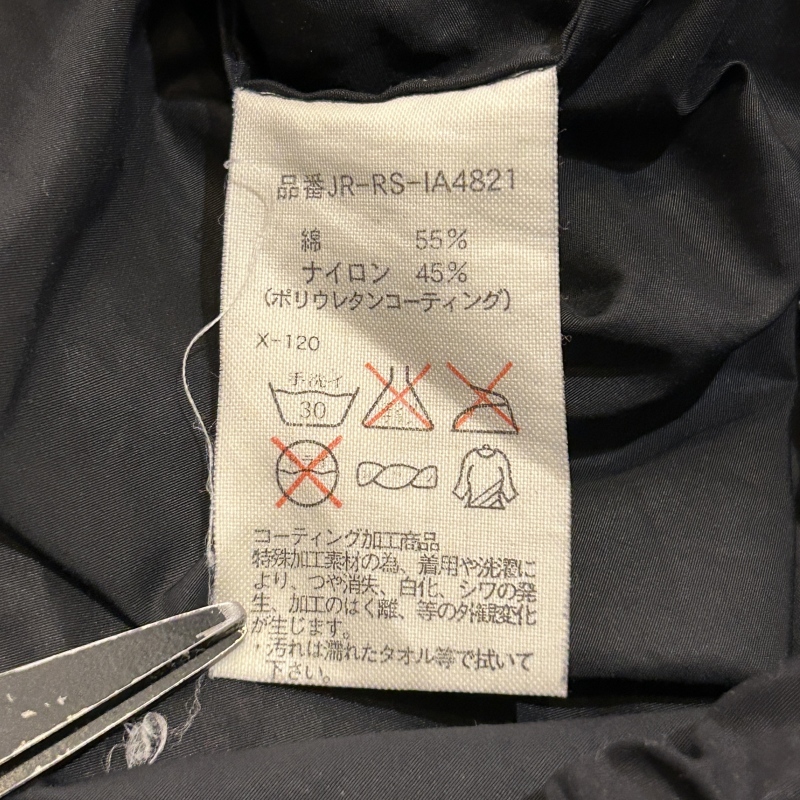 品番JR-RS-IA4821
綿 55%
ナイロン 45%
(ポリウレタンコーティング)
X-120
手洗イ
30
コーティング加工商品
特殊加工素材の為、着用や洗濯に
より、つや消失、白化、シワの発
生、加工のはく離、等の外観変化
が生じます。
・汚れは濡れたタオル等で拭いて
下さい。